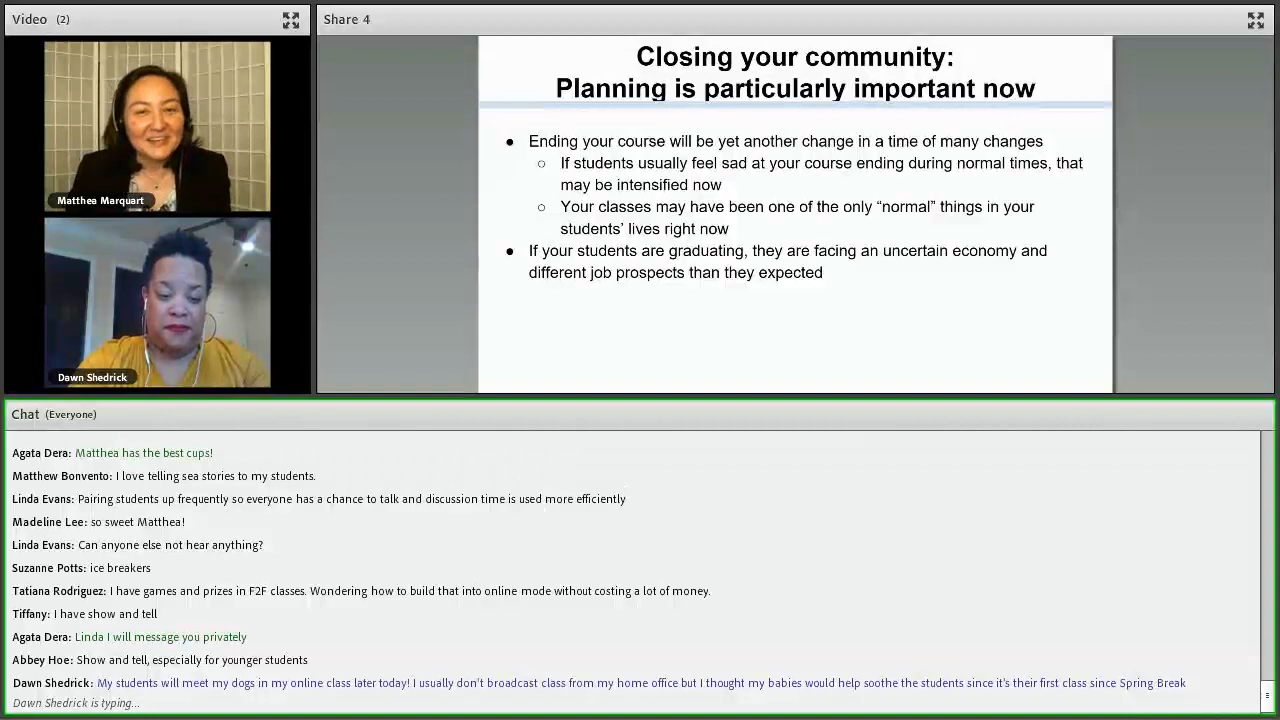 Video (2)
Matthea Marquart
Dawn Shedrick
Share 4
Closing your community:
Planning is particularly important now
● Ending your course will be yet another change in a time of many changes
○ If students usually feel sad at your course ending during normal times, that
may be intensified now
○ Your classes may have been one of the only “normal” things in your
students’ lives right now
● If your students are graduating, they are facing an uncertain economy and
different job prospects than they expected
Chat (Everyone)
Agata Dera: Matthea has the best cups!
Matthew Bonvento: I love telling sea stories to my students.
Linda Evans: Pairing students up frequently so everyone has a chance to talk and discussion time is used more efficiently
Madeline Lee: so sweet Matthea!
Linda Evans: Can anyone else not hear anything?
Suzanne Potts: ice breakers
Tatiana Rodriguez: I have games and prizes in F2F classes. Wondering how to build that into online mode without costing a lot of money.
Tiffany: I have show and tell
Agata Dera: Linda I will message you privately
Abbey Hoe: Show and tell, especially for younger students
Dawn Shedrick: My students will meet my dogs in my online class later today! I usually don't broadcast class from my home office but I thought my babies would help soothe the students since it's their first class since Spring Break
Dawn Shedrick is typing...